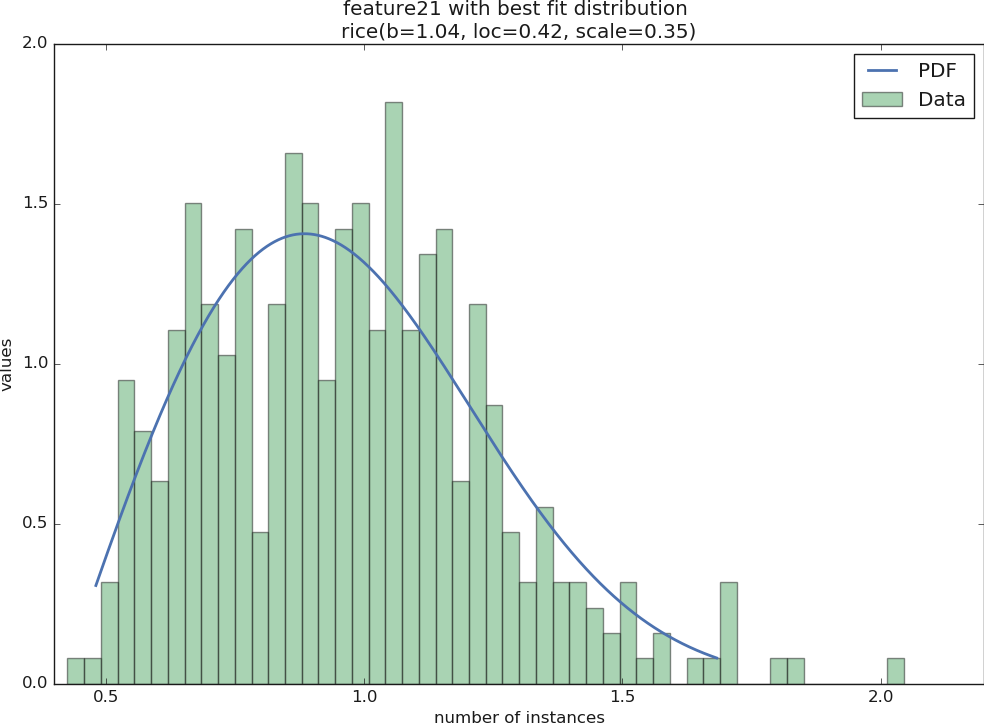 feature21 with best fit distribution
rice(b=1.04, loc=0.42, scale=0.35)
PDF
Data
2.0
1.5
1.0
0.5
0.0
values
0.5
1.0
1.5
2.0
number of instances